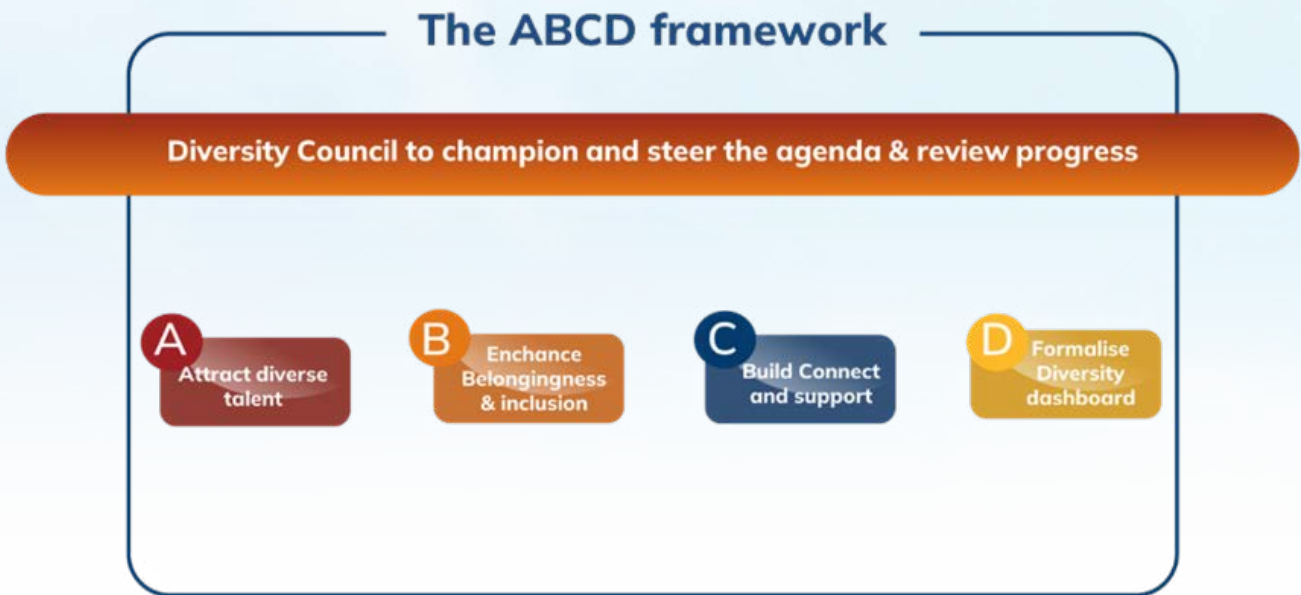 The ABCD framework
Diversity Council to champion and steer the agenda & review progress
A
Attract diverse
talent
B
Enchance
Belongingness
& inclusion
C
Build Connect
and support
D
Formalise
Diversity
dashboard